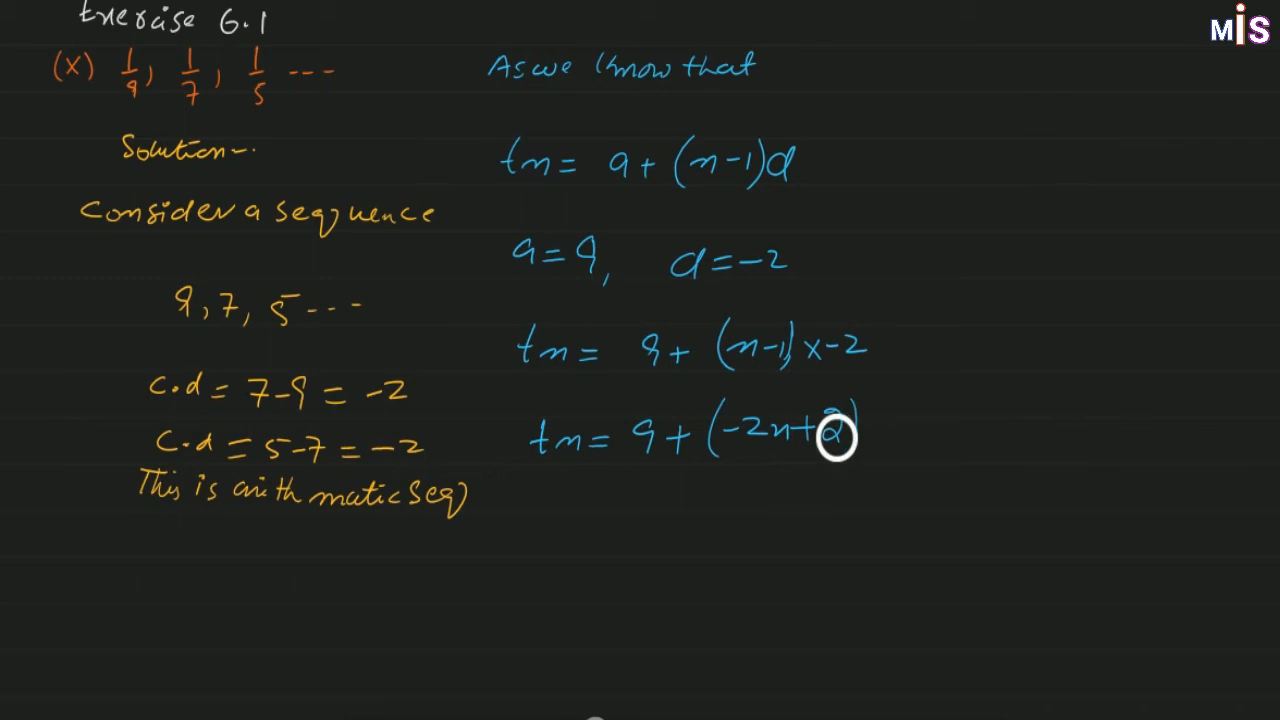 Exercise 6.1
MIS
(x) 1/9, 1/7, 1/5 ---
Solution-.
Consider a seqquence
9, 7, 5 ---
C.d = 7-9 = -2
C.d = 5-7 = -2
This is arithmatic Seq
As we know that
tn = a + (n-1)d
a = 9, d = -2
tn = 9 + (n-1) x -2
tn = 9 + (-2n+2)